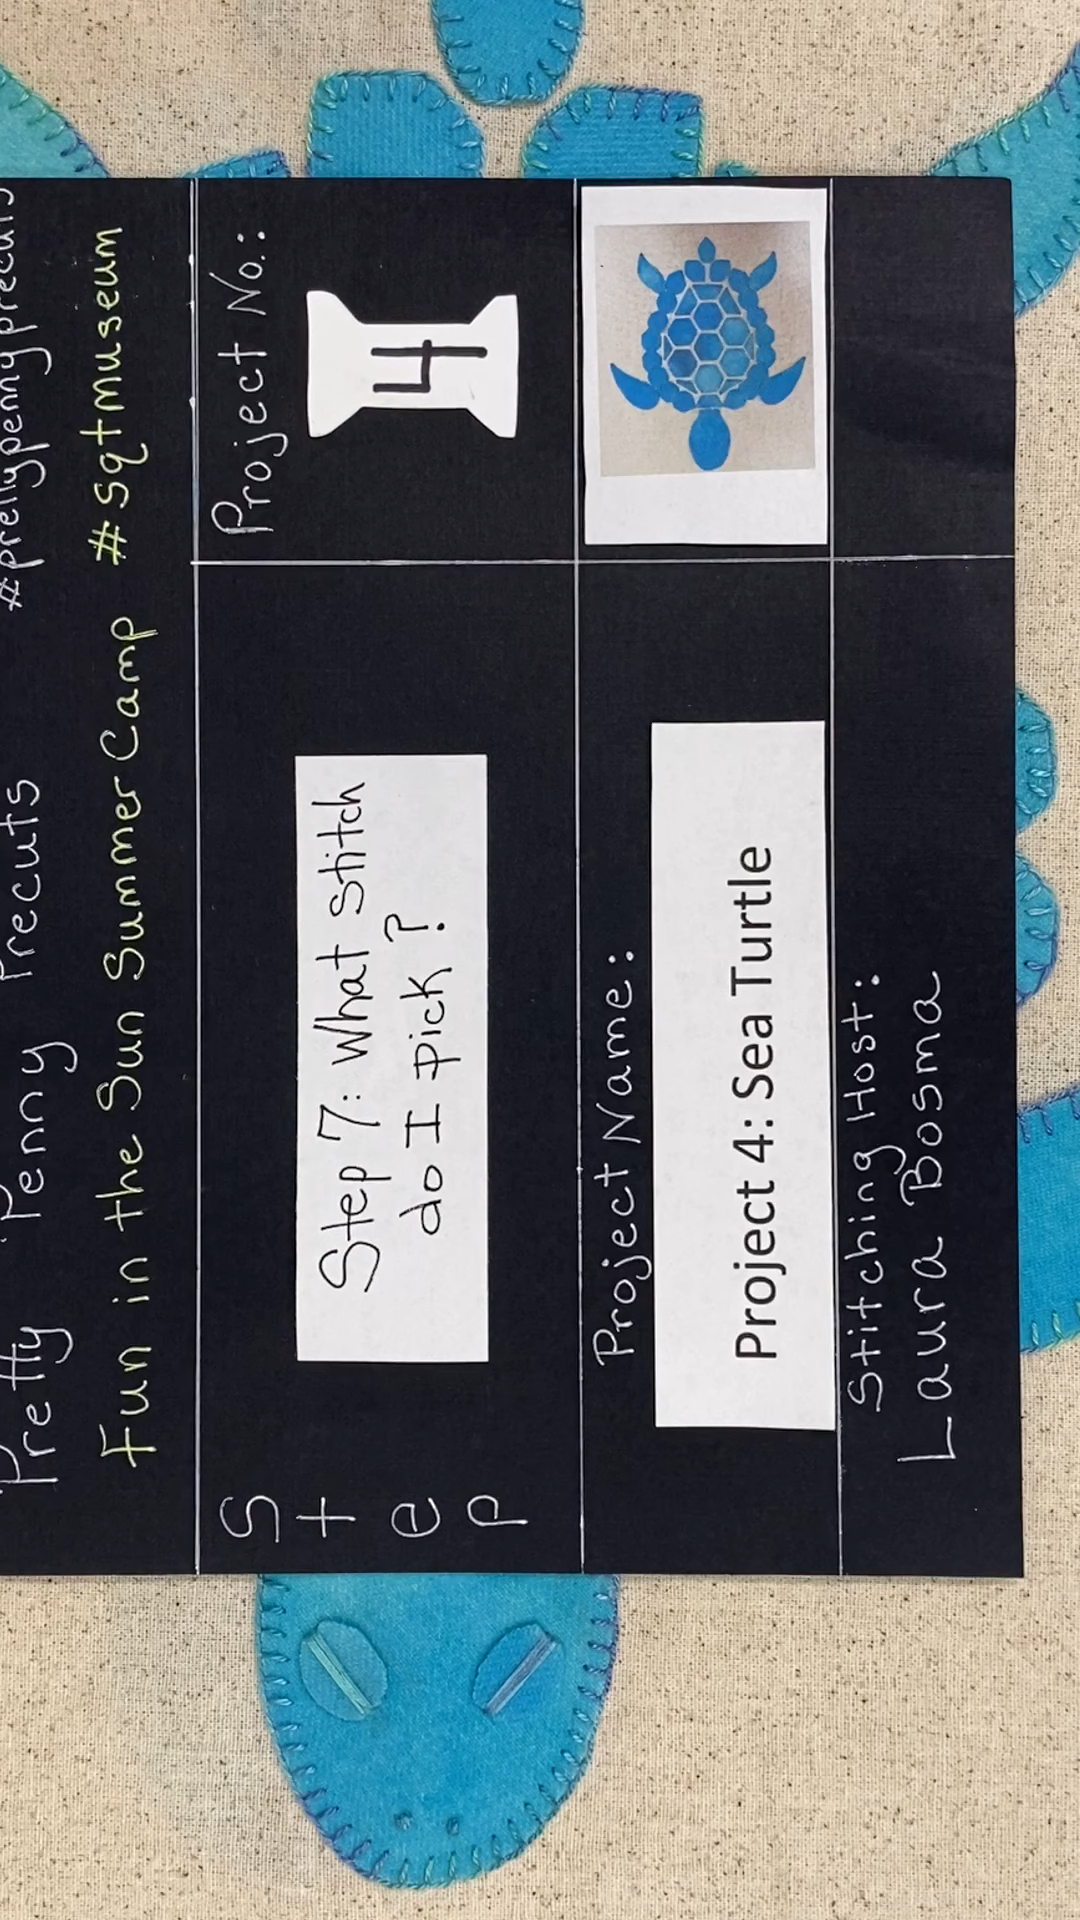 Pretty Penny Precuts #prettypennyprecuts
Fun in the Sun Summer Camp #sqtmuseum
Step
Step 7: What stitch
do I pick?
Project No.:
4
Project Name:
Project 4: Sea Turtle
Stitching Host:
Laura Bosma